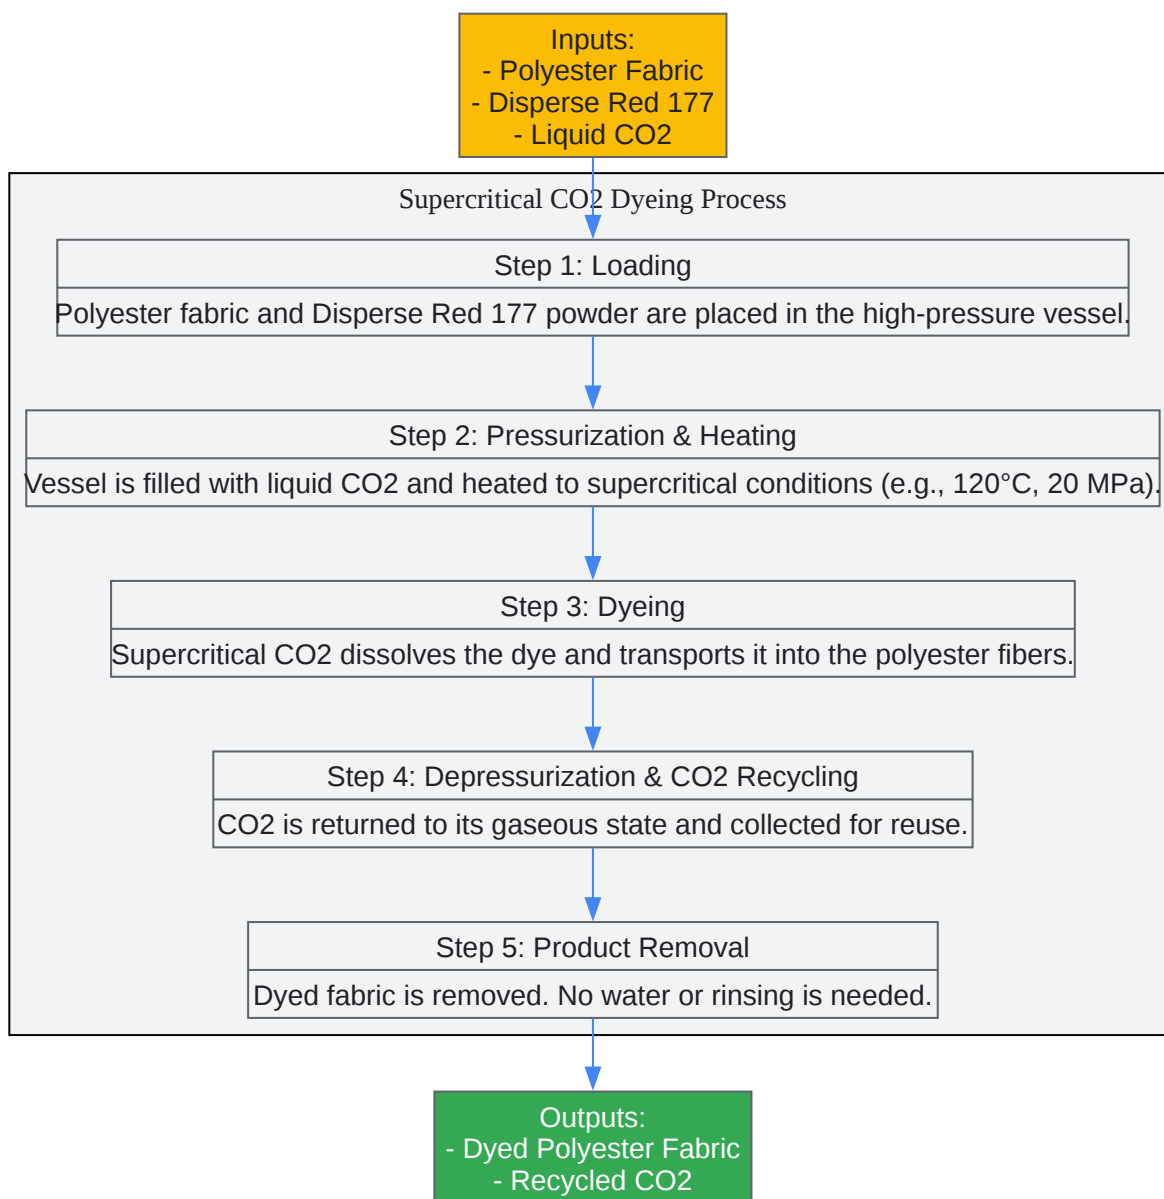 Inputs:
- Polyester Fabric
- Disperse Red 177
- Liquid CO2
Supercritical CO2 Dyeing Process
Step 1: Loading
Polyester fabric and Disperse Red 177 powder are placed in the high-pressure vessel.
Step 2: Pressurization & Heating
Vessel is filled with liquid CO2 and heated to supercritical conditions (e.g., 120°C, 20 MPa).
Step 3: Dyeing
Supercritical CO2 dissolves the dye and transports it into the polyester fibers.
Step 4: Depressurization & CO2 Recycling
CO2 is returned to its gaseous state and collected for reuse.
Step 5: Product Removal
Dyed fabric is removed. No water or rinsing is needed.
Outputs:
- Dyed Polyester Fabric
- Recycled CO2